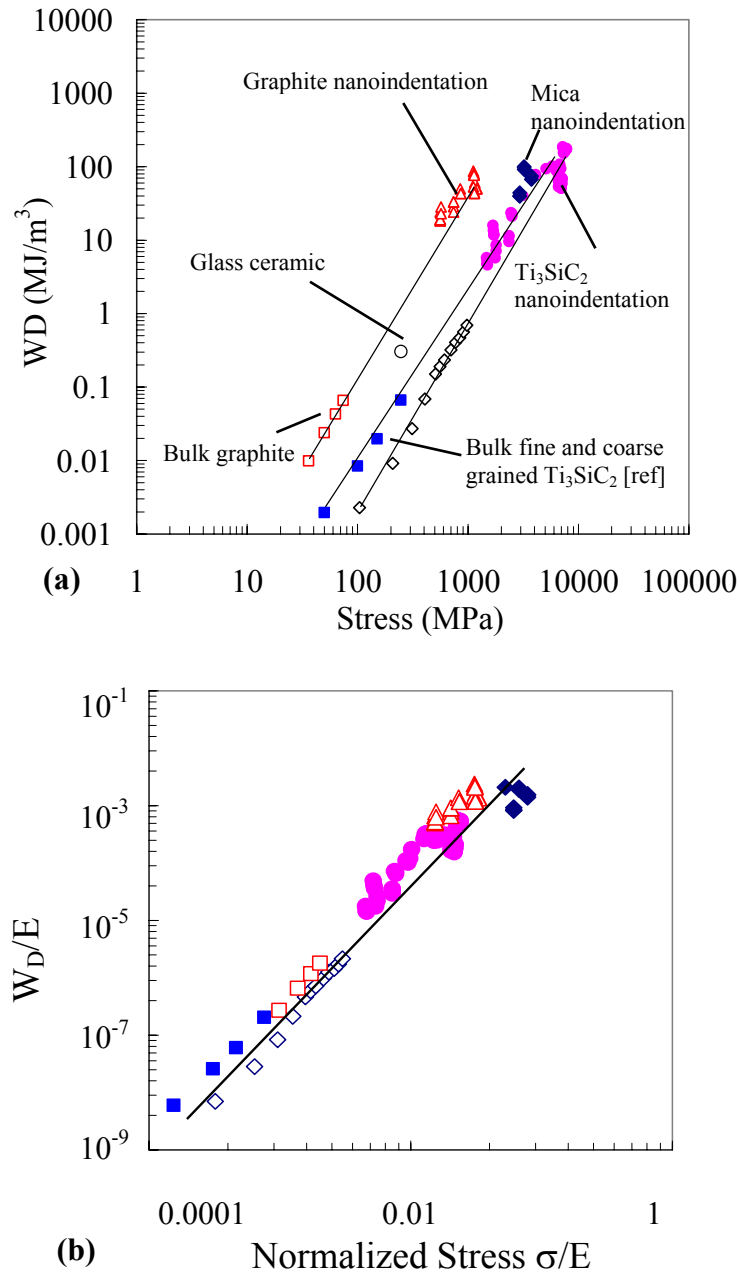 10000
1000
100
10
1
0.1
0.01
0.001
WD (MJ/m³)
Graphite nanoindentation
Mica
nanoindentation
Glass ceramic
Ti₃SiC₂
nanoindentation
Bulk graphite
Bulk fine and coarse
grained Ti₃SiC₂ [ref]
1 10 100 1000 10000 100000
(a)
Stress (MPa)
10⁻¹
10⁻³
10⁻⁵
10⁻⁷
10⁻⁹
W_D/E
0.0001 0.01 1
(b)
Normalized Stress σ/E